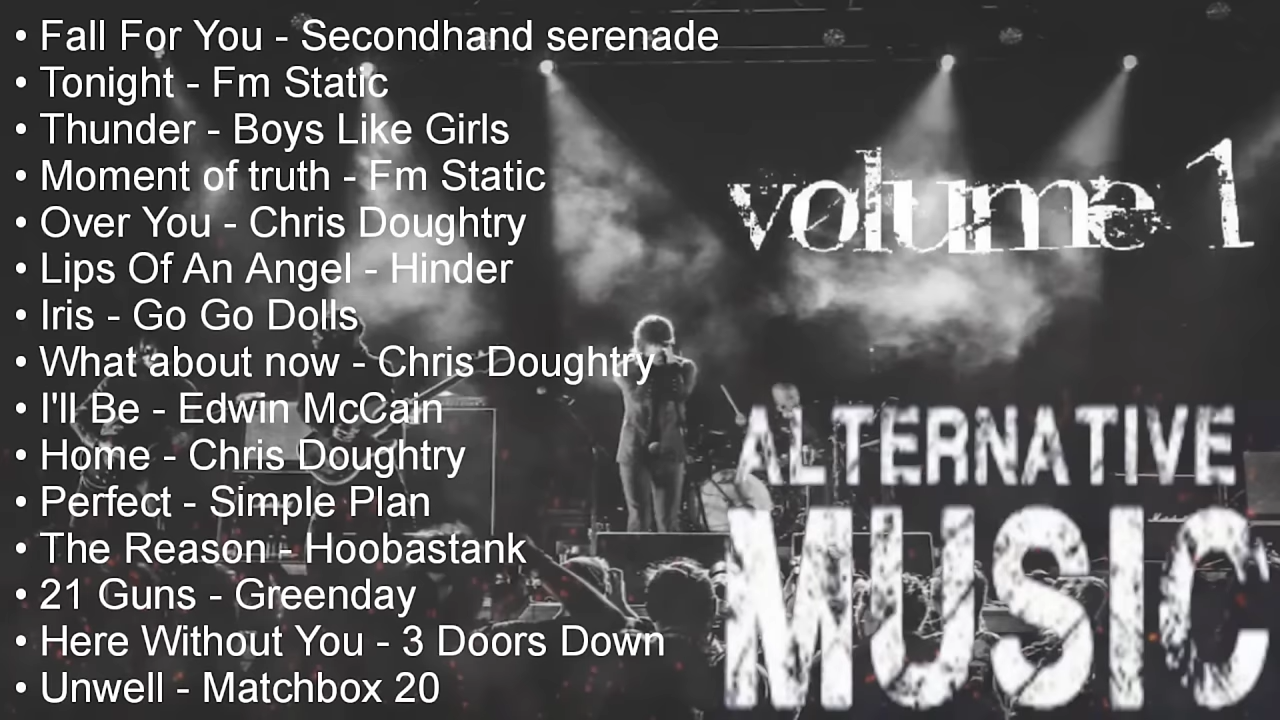 • Fall For You - Secondhand serenade
• Tonight - Fm Static
• Thunder - Boys Like Girls
• Moment of truth - Fm Static
• Over You - Chris Doughtry
• Lips Of An Angel - Hinder
• Iris - Go Go Dolls
• What about now - Chris Doughtry
• I'll Be - Edwin McCain
• Home - Chris Doughtry
• Perfect - Simple Plan
• The Reason - Hoobastank
• 21 Guns - Greenday
• Here Without You - 3 Doors Down
• Unwell - Matchbox 20
volume 1
ALTERNATIVE
MUSIC